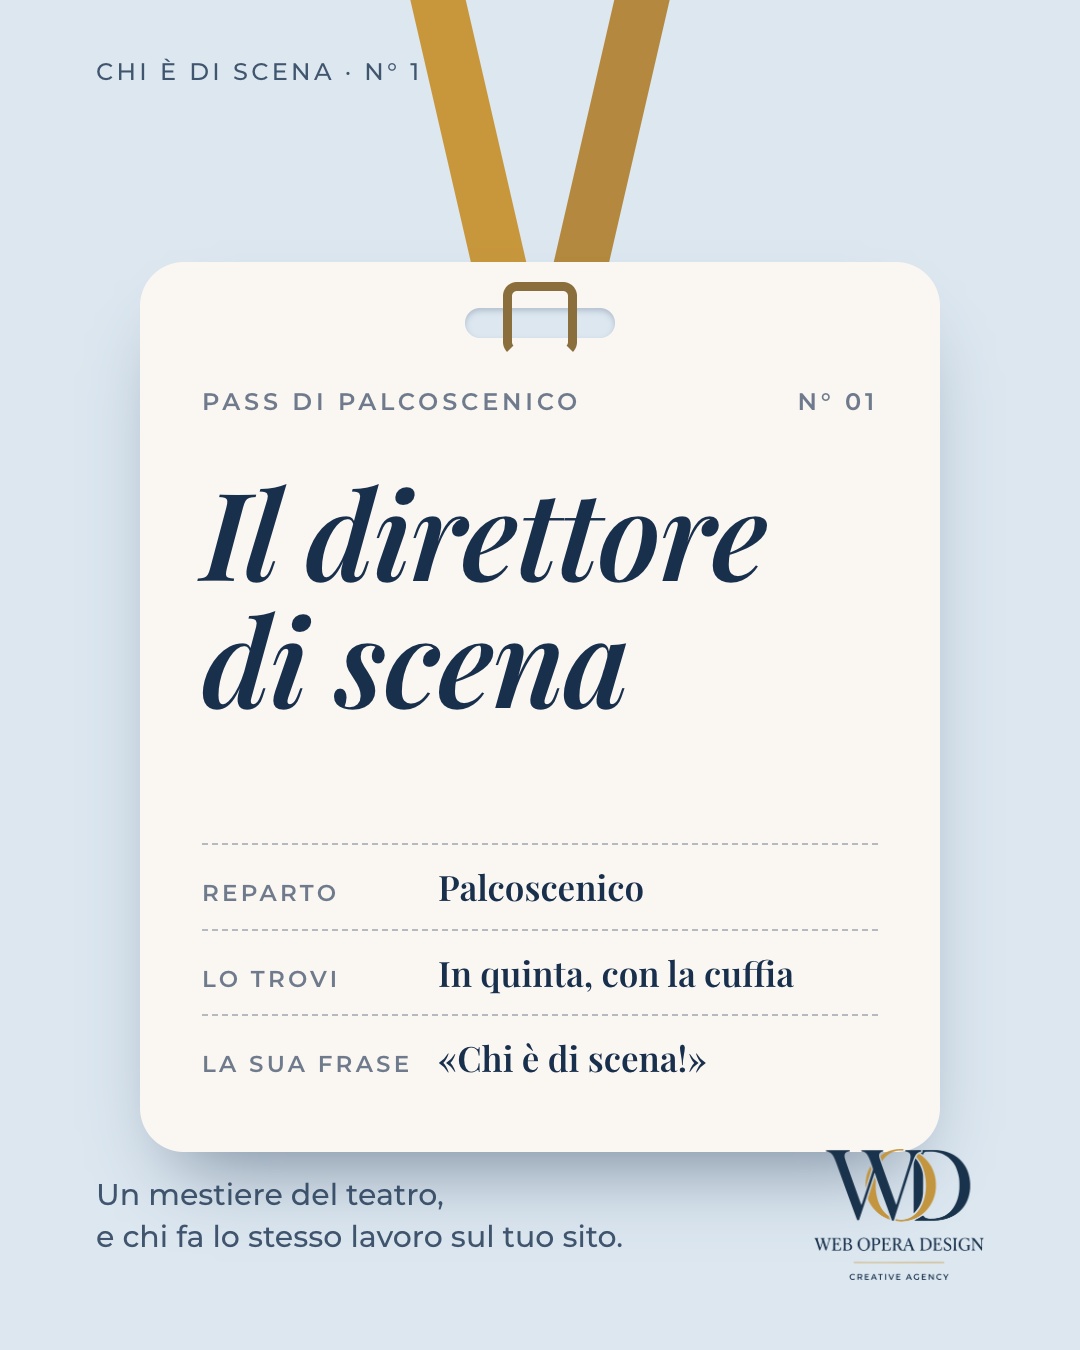 CHI È DI SCENA · N° 1
PASS DI PALCOSCENICO N° 01
Il direttore
di scena
REPARTO Palcoscenico
LO TROVI In quinta, con la cuffia
LA SUA FRASE «Chi è di scena!»
Un mestiere del teatro,
e chi fa lo stesso lavoro sul tuo sito.
WOD
WEB OPERA DESIGN
CREATIVE AGENCY